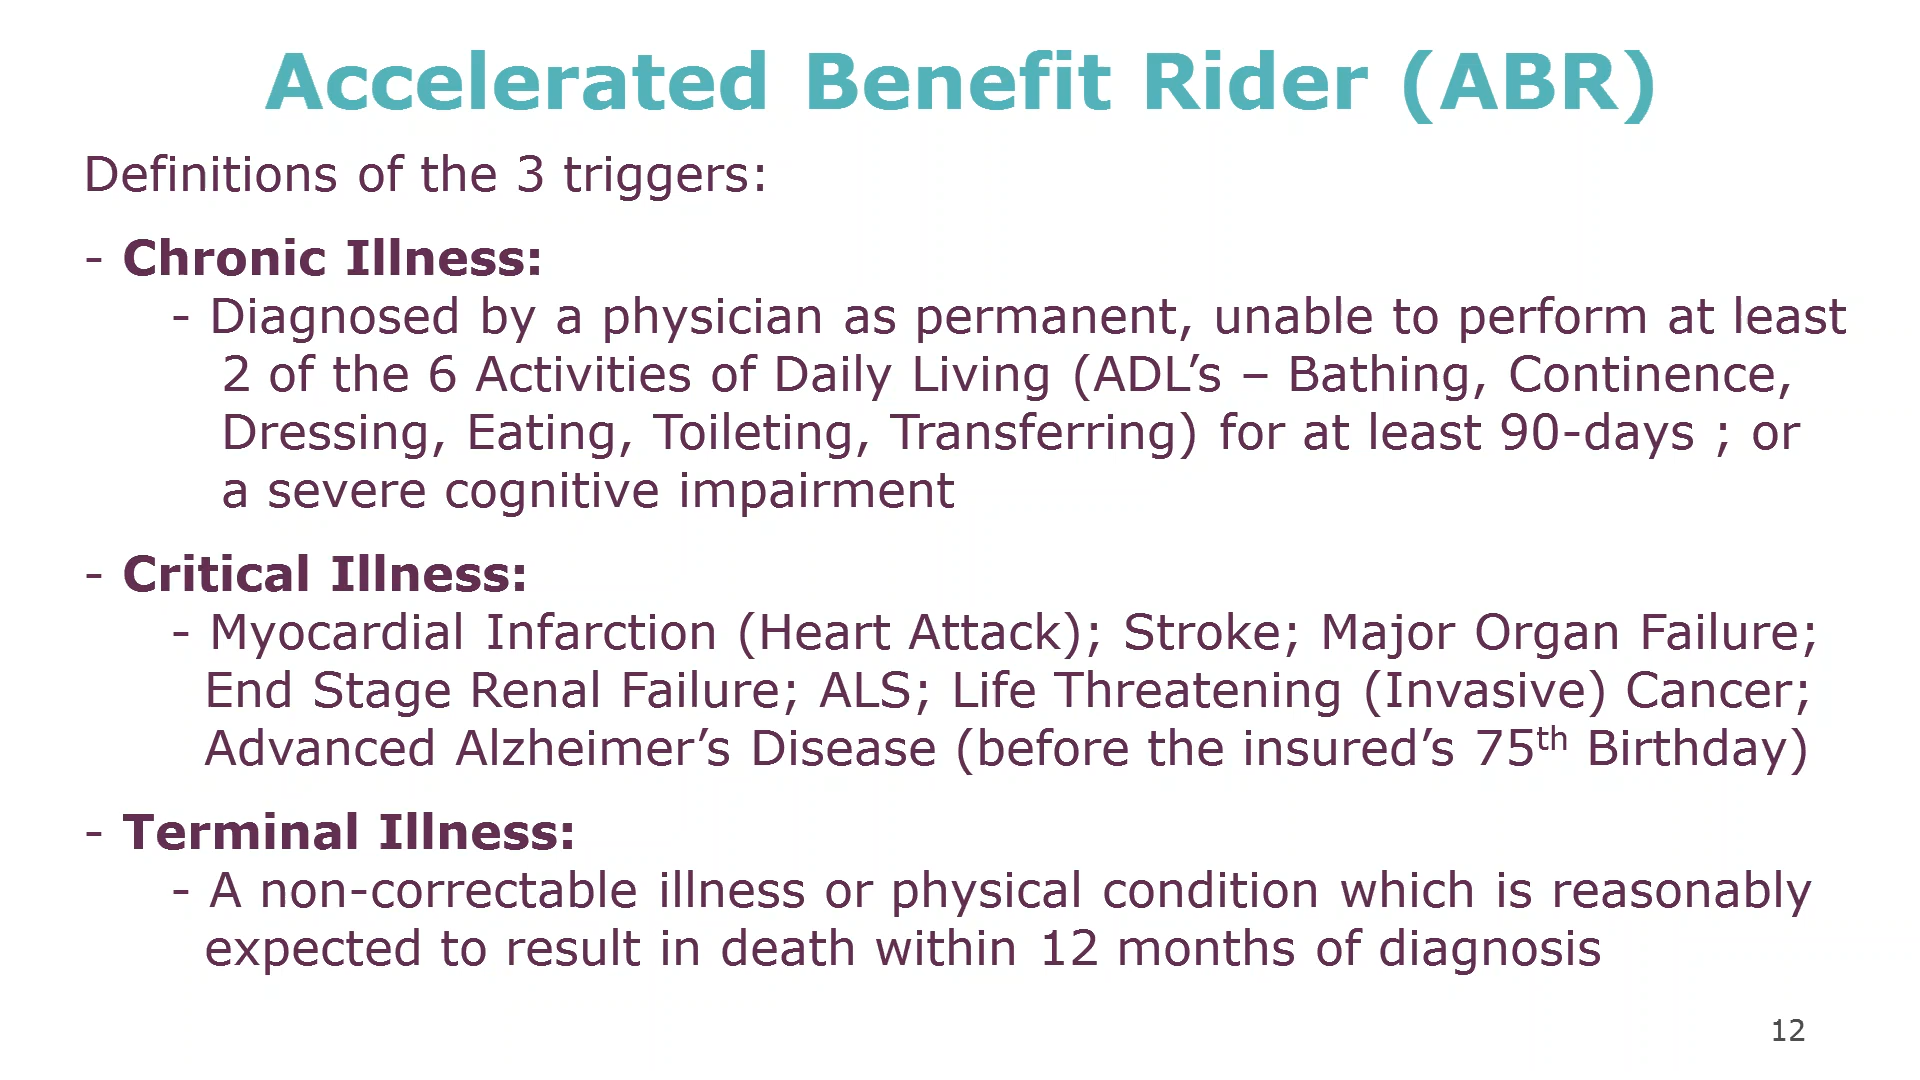 Accelerated Benefit Rider (ABR)
Definitions of the 3 triggers:
- Chronic Illness:
- Diagnosed by a physician as permanent, unable to perform at least
2 of the 6 Activities of Daily Living (ADL’s – Bathing, Continence,
Dressing, Eating, Toileting, Transferring) for at least 90-days ; or
a severe cognitive impairment
- Critical Illness:
- Myocardial Infarction (Heart Attack); Stroke; Major Organ Failure;
End Stage Renal Failure; ALS; Life Threatening (Invasive) Cancer;
Advanced Alzheimer’s Disease (before the insured’s 75th Birthday)
- Terminal Illness:
- A non-correctable illness or physical condition which is reasonably
expected to result in death within 12 months of diagnosis
12